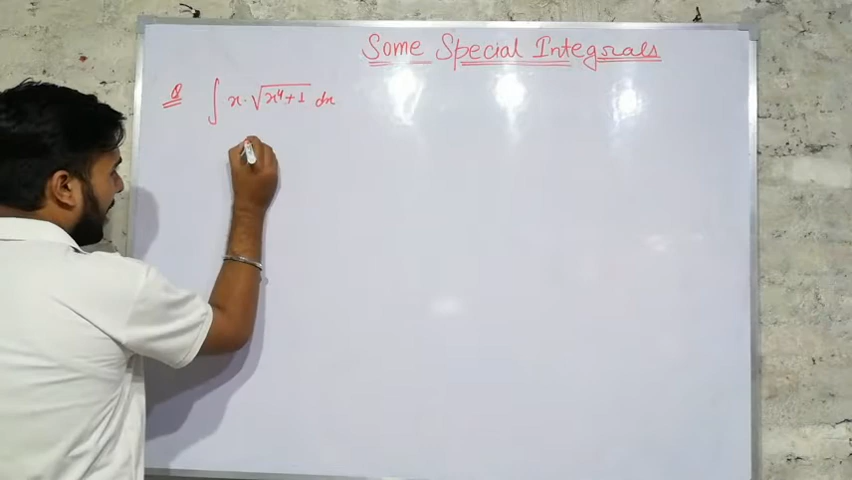 Some Special Integrals
Q ∫ x·√(x⁴+1) dx